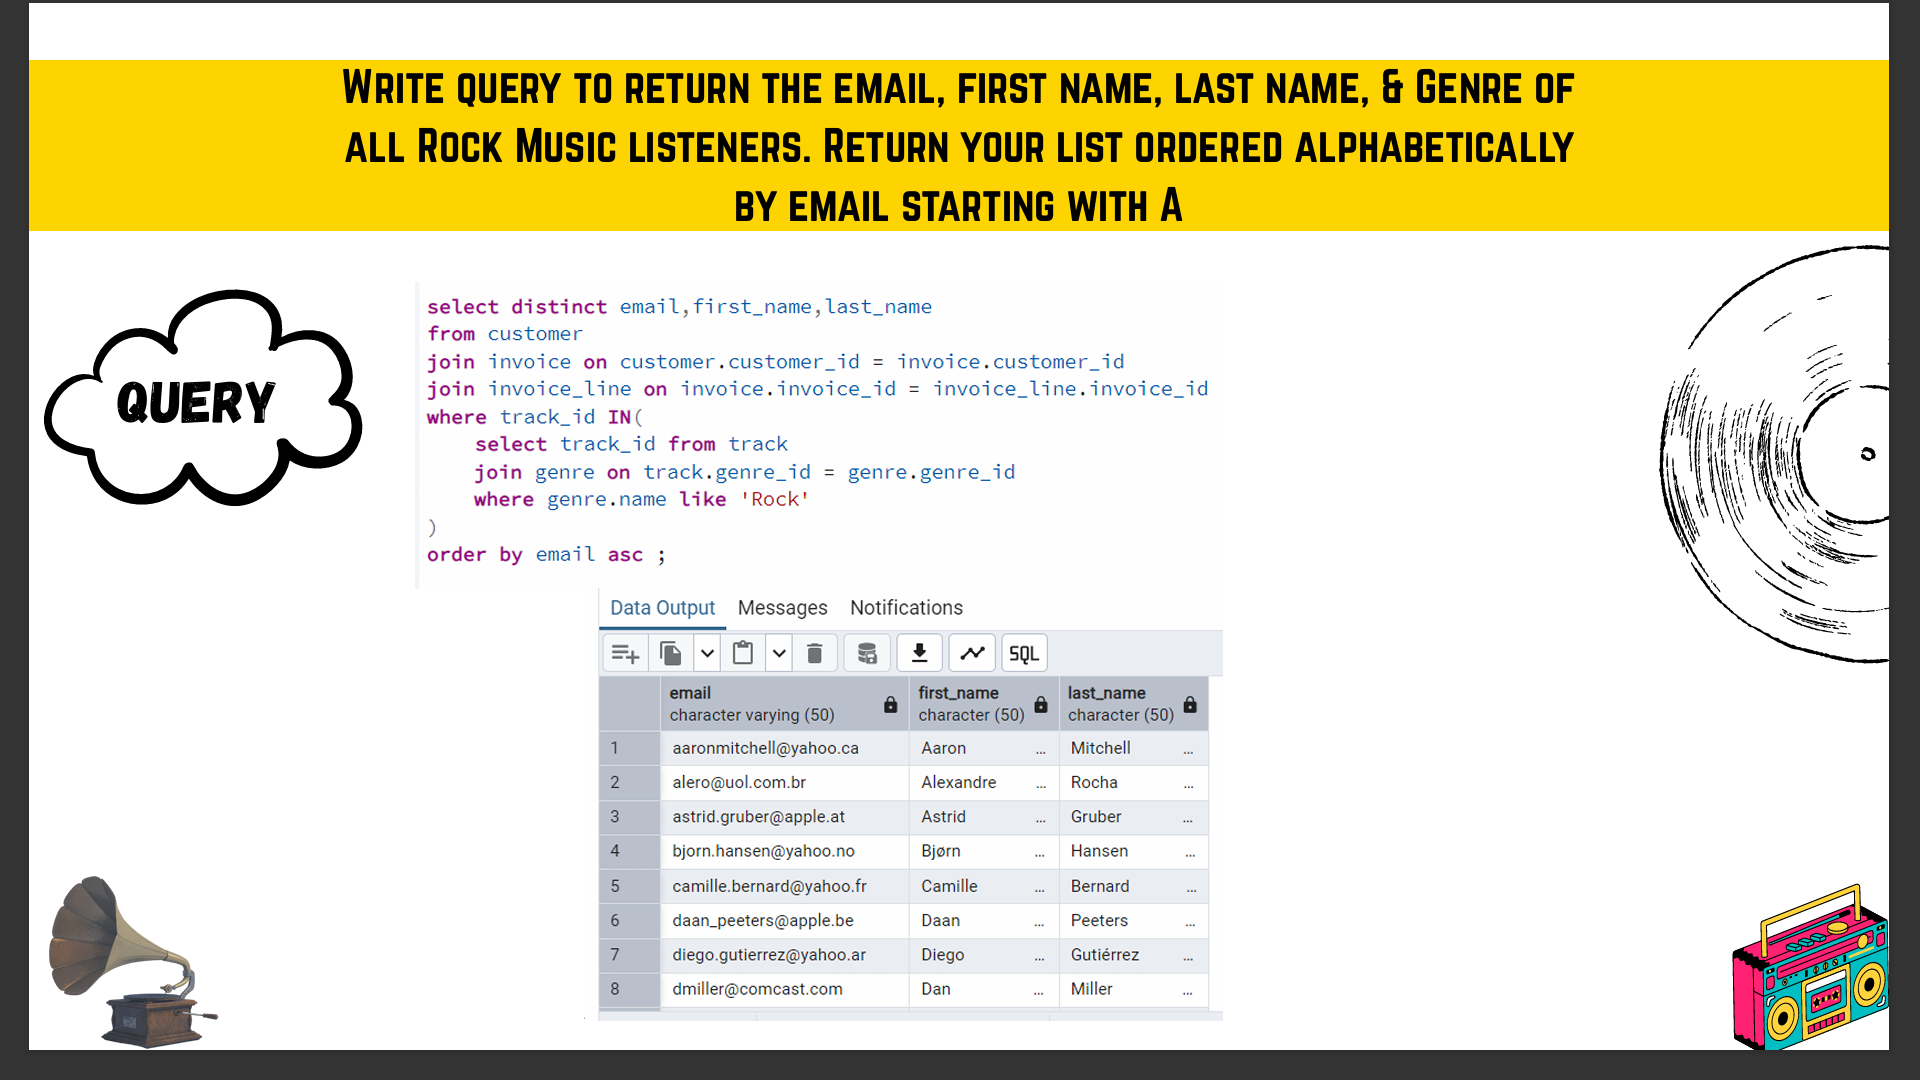 Write query to return the email, first name, last name, & Genre of
all Rock Music listeners. Return your list ordered alphabetically
by email starting with A
QUERY
select distinct email,first_name,last_name
from customer
join invoice on customer.customer_id = invoice.customer_id
join invoice_line on invoice.invoice_id = invoice_line.invoice_id
where track_id IN(
select track_id from track
join genre on track.genre_id = genre.genre_id
where genre.name like 'Rock'
)
order by email asc ;
Data Output Messages Notifications
SQL
email first_name last_name
character varying (50) character (50) character (50)
1 aaronmitchell@yahoo.ca Aaron ... Mitchell ...
2 alero@uol.com.br Alexandre ... Rocha ...
3 astrid.gruber@apple.at Astrid ... Gruber ...
4 bjorn.hansen@yahoo.no Bjørn ... Hansen ...
5 camille.bernard@yahoo.fr Camille ... Bernard ...
6 daan_peeters@apple.be Daan ... Peeters ...
7 diego.gutierrez@yahoo.ar Diego ... Gutiérrez ...
8 dmiller@comcast.com Dan ... Miller ...